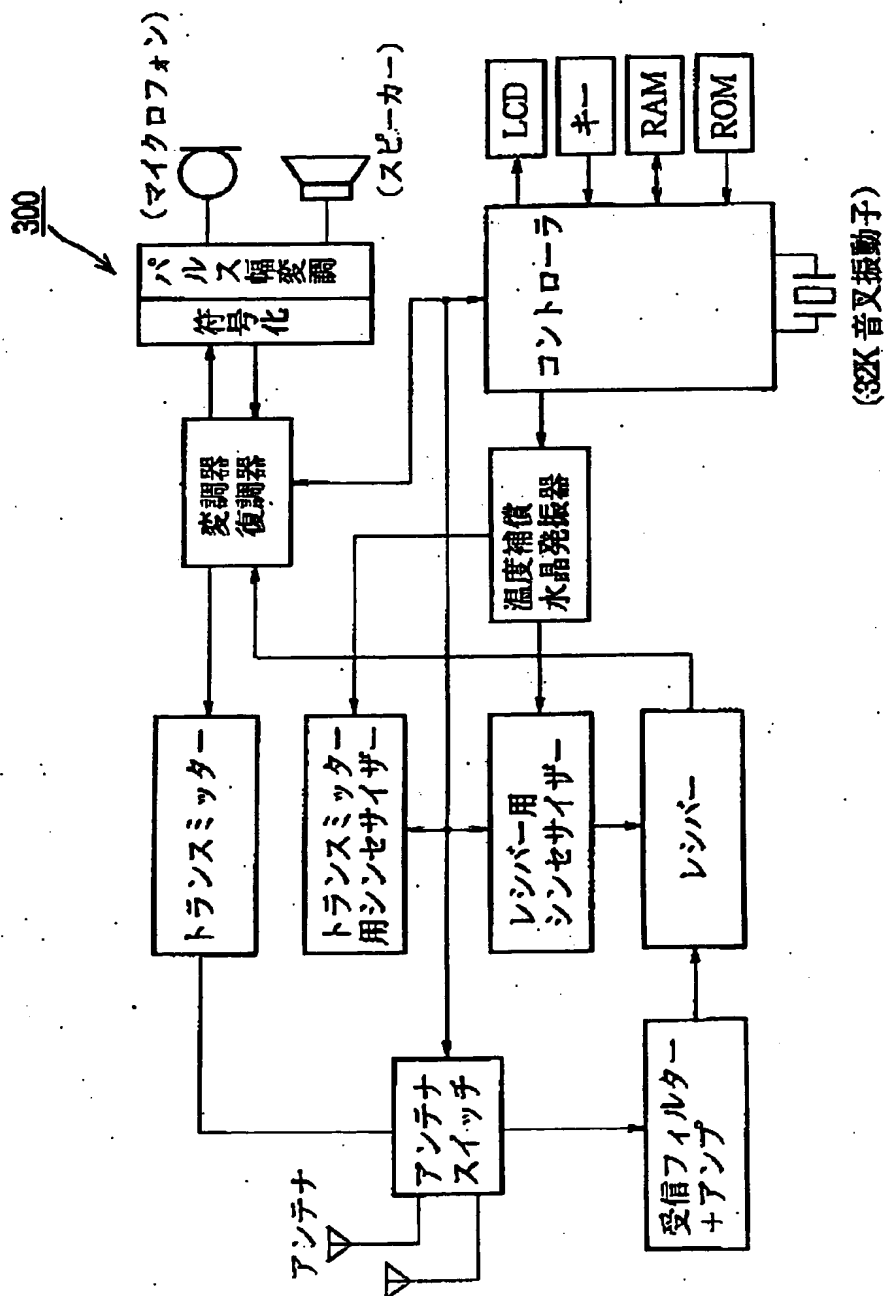 300
(マイクロフォン)
(スピーカー)
パルス幅変調
符号化
変調器
復調器
トランスミッター
トランスミッター
用シンセサイザー
レシバー用
シンセサイザー
レシバー
受信フィルター
+アンプ
アンテナ
スイッチ
アンテナ
温度補償
水晶発振器
コントローラ
LCD
キー
RAM
ROM
(32K 音叉振動子)